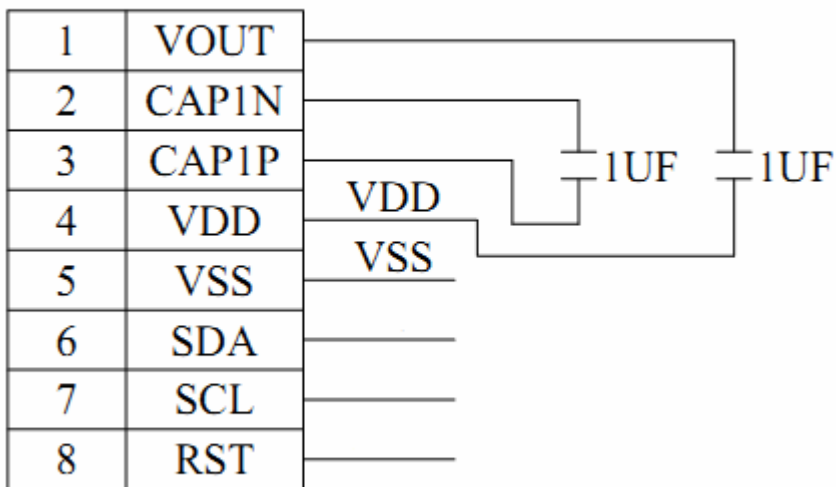 1 VOUT
2 CAP1N
3 CAP1P 1UF 1UF
4 VDD VDD
5 VSS VSS
6 SDA
7 SCL
8 RST